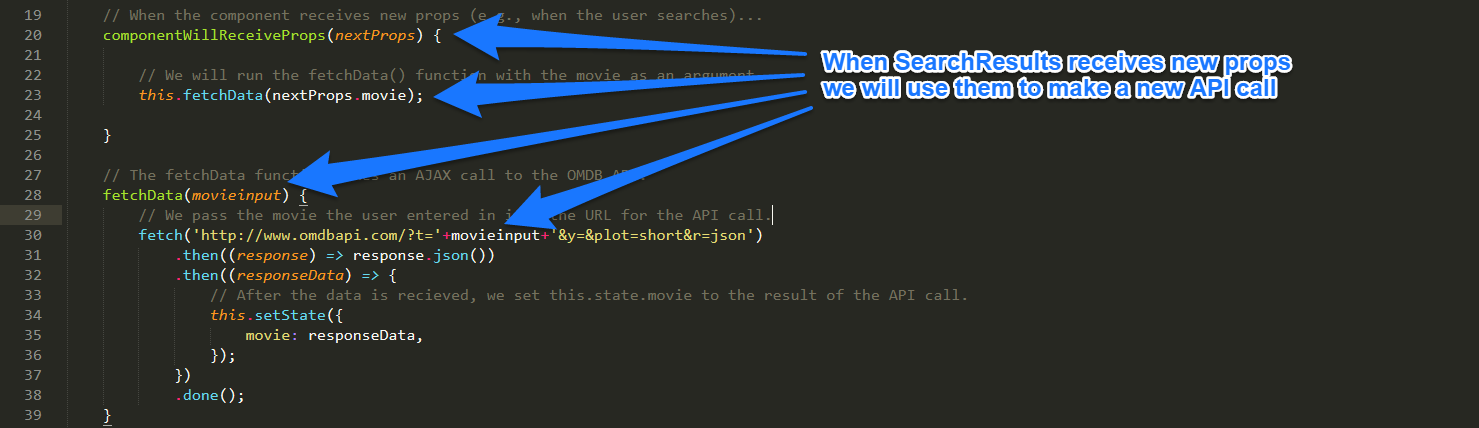 19 // When the component receives new props (e.g., when the user searches)...
20 componentWillReceiveProps(nextProps) {
21
22 // We will run the fetchData() function with the movie as an argument
23 this.fetchData(nextProps.movie);
24
25 }
26
27 // The fetchData an AJAX call to the OMDB
28 fetchData(movieinput) {
29 // We pass the movie the user entered in the URL for the API call.
30 fetch('http://www.omdbapi.com/?t='+movieinput+'&y=&plot=short&r=json')
31 .then((response) => response.json())
32 .then((responseData) => {
33 // After the data is recieved, we set this.state.movie to the result of the API call.
34 this.setState({
35 movie: responseData,
36 });
37 })
38 .done();
39 }
When SearchResults receives new props
we will use them to make a new API call